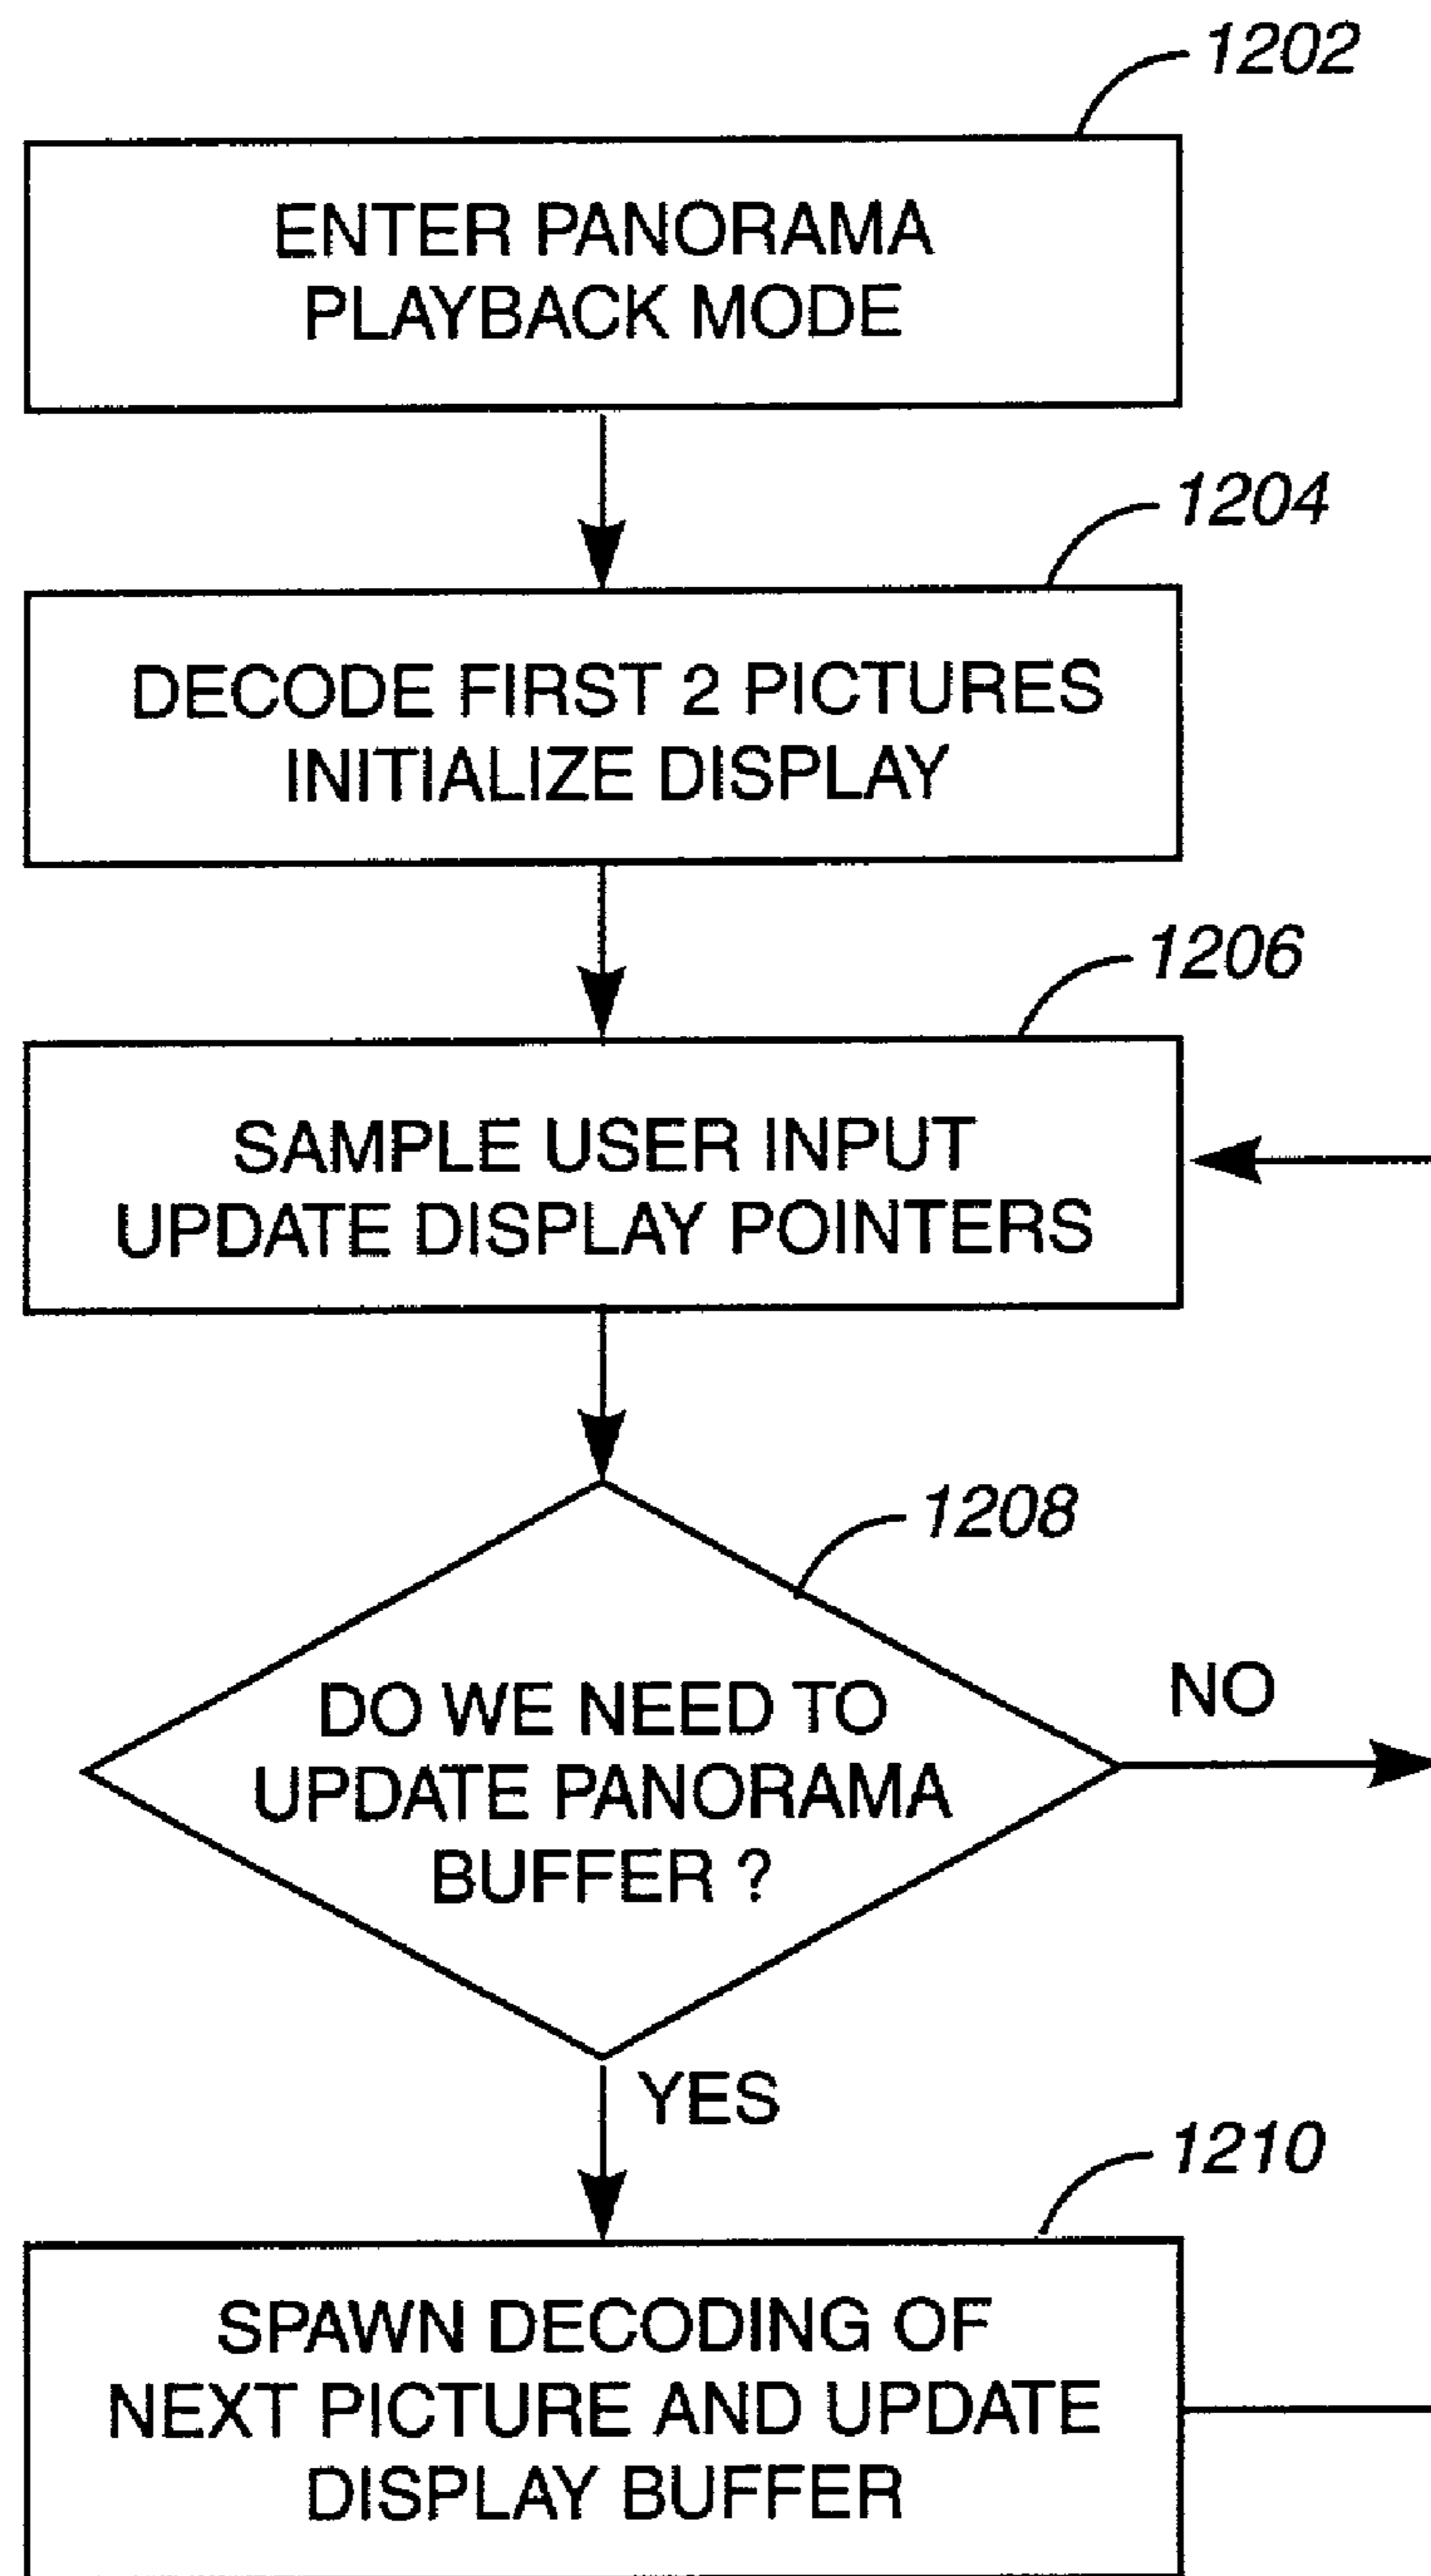 1202
ENTER PANORAMA
PLAYBACK MODE
1204
DECODE FIRST 2 PICTURES
INITIALIZE DISPLAY
1206
SAMPLE USER INPUT
UPDATE DISPLAY POINTERS
1208
DO WE NEED TO
UPDATE PANORAMA
BUFFER ?
NO
YES
1210
SPAWN DECODING OF
NEXT PICTURE AND UPDATE
DISPLAY BUFFER